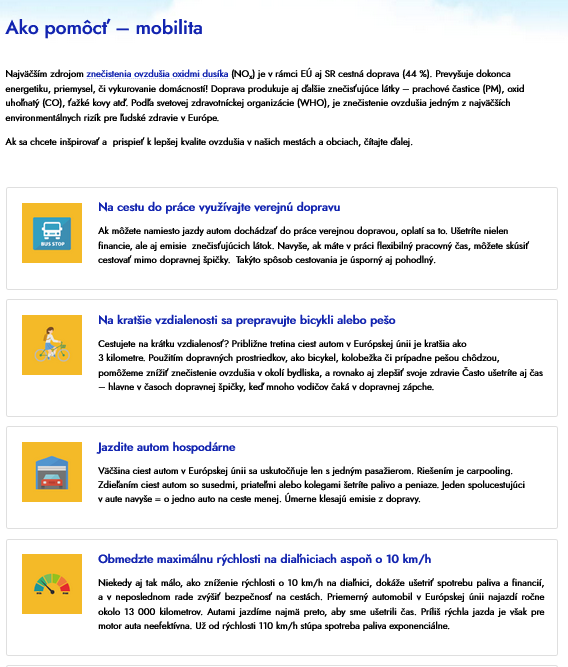 Ako pomôcť – mobilita
Najväčším zdrojom znečistenia ovzdušia oxidmi dusíka (NOₓ) je v rámci EÚ aj SR cestná doprava (44 %). Prevyšuje dokonca
energetiku, priemysel, či vykurovanie domácností! Doprava produkuje aj ďalšie znečisťujúce látky – prachové častice (PM), oxid
uhoľnatý (CO), ťažké kovy atď. Podľa svetovej zdravotníckej organizácie (WHO), je znečistenie ovzdušia jedným z najväčších
environmentálnych rizík pre ľudské zdravie v Európe.
Ak sa chcete inšpirovať a prispieť k lepšej kvalite ovzdušia v našich mestách a obciach, čítajte ďalej.
Na cestu do práce využívajte verejnú dopravu
BUS STOP
Ak môžete namiesto jazdy autom dochádzať do práce verejnou dopravou, oplatí sa to. Ušetríte nielen
financie, ale aj emisie znečisťujúcich látok. Navyše, ak máte v práci flexibilný pracovný čas, môžete skúsiť
cestovať mimo dopravnej špičky. Takýto spôsob cestovania je úsporný aj pohodlný.
Na kratšie vzdialenosti sa prepravujte bicykli alebo pešo
Cestujete na krátku vzdialenosť? Približne tretina ciest autom v Európskej únii je kratšia ako
3 kilometre. Použitím dopravných prostriedkov, ako bicykel, kolobežka či prípadne pešou chôdzou,
pomôžeme znížiť znečistenie ovzdušia v okolí bydliska, a rovnako aj zlepšiť svoje zdravie Často ušetríte aj čas
– hlavne v časoch dopravnej špičky, keď mnoho vodičov čaká v dopravnej zápche.
Jazdite autom hospodárne
Väčšina ciest autom v Európskej únii sa uskutočňuje len s jedným pasažierom. Riešením je carpooling.
Zdieľaním ciest autom so susedmi, priateľmi alebo kolegami šetríte palivo a peniaze. Jeden spolucestujúci
v aute navyše = o jedno auto na ceste menej. Úmerne klesajú emisie z dopravy.
Obmedzte maximálnu rýchlosti na diaľniciach aspoň o 10 km/h
Niekedy aj tak málo, ako zníženie rýchlosti o 10 km/h na diaľnici, dokáže ušetriť spotrebu paliva a financií,
a v neposlednom rade zvýšiť bezpečnosť na cestách. Priemerný automobil v Európskej únii najazdí ročne
okolo 13 000 kilometrov. Autami jazdíme najmä preto, aby sme ušetrili čas. Príliš rýchla jazda je však pre
motor auta neefektívna. Už od rýchlosti 110 km/h stúpa spotreba paliva exponenciálne.